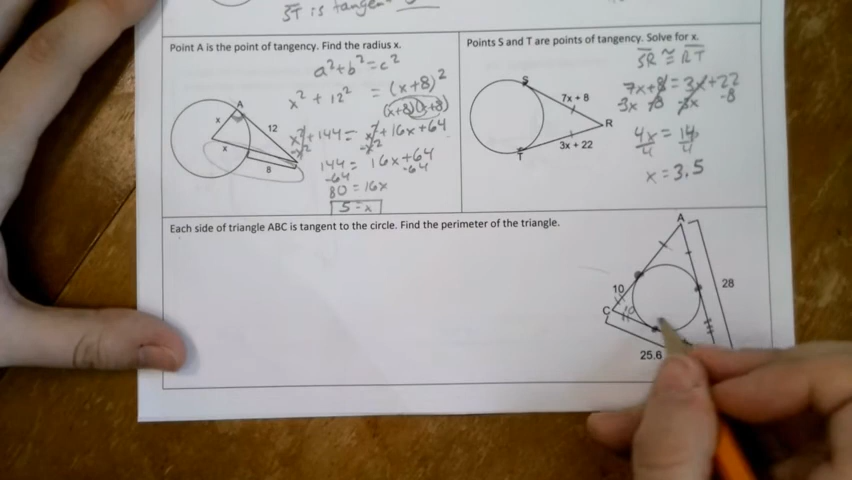 ST is tangent
Point A is the point of tangency. Find the radius x.
a² + b² = c²
x² + 12² = (x+8)²
(x+8)(x+8)
x² + 144 = x² + 16x + 64
-x² -x²
144 = 16x + 64
-64 -64
80 = 16x
5 = x
A
x
12
x
8
Points S and T are points of tangency. Solve for x.
SR ≅ RT
7x + 8 = 3x + 22
-3x -8 -3x -8
4x = 14
4 4
x = 3.5
S
7x + 8
R
T
3x + 22
Each side of triangle ABC is tangent to the circle. Find the perimeter of the triangle.
A
10
28
C
10
25.6